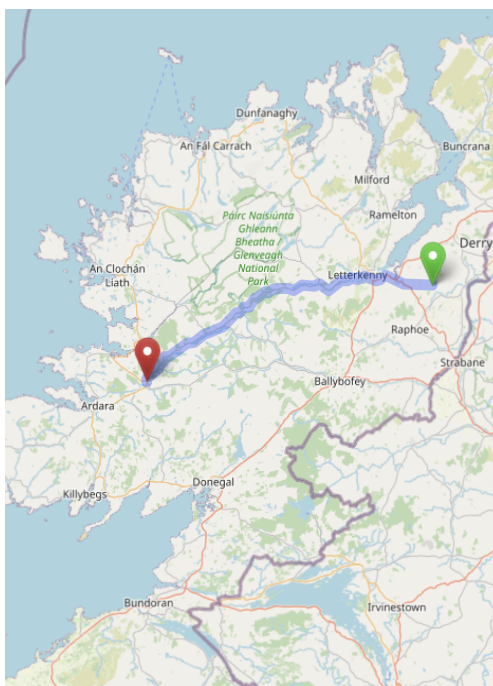 Dunfanaghy
An Fál Carrach
Buncrana
Milford
Ramelton
Páirc Naisiúnta
Ghleann
Bheatha /
Glenveagh
National
Park
Derry
An Clochán
Liath
Letterkenny
Raphoe
Strabane
Ballybofey
Ardara
Donegal
Killybegs
Bundoran
Irvinestown